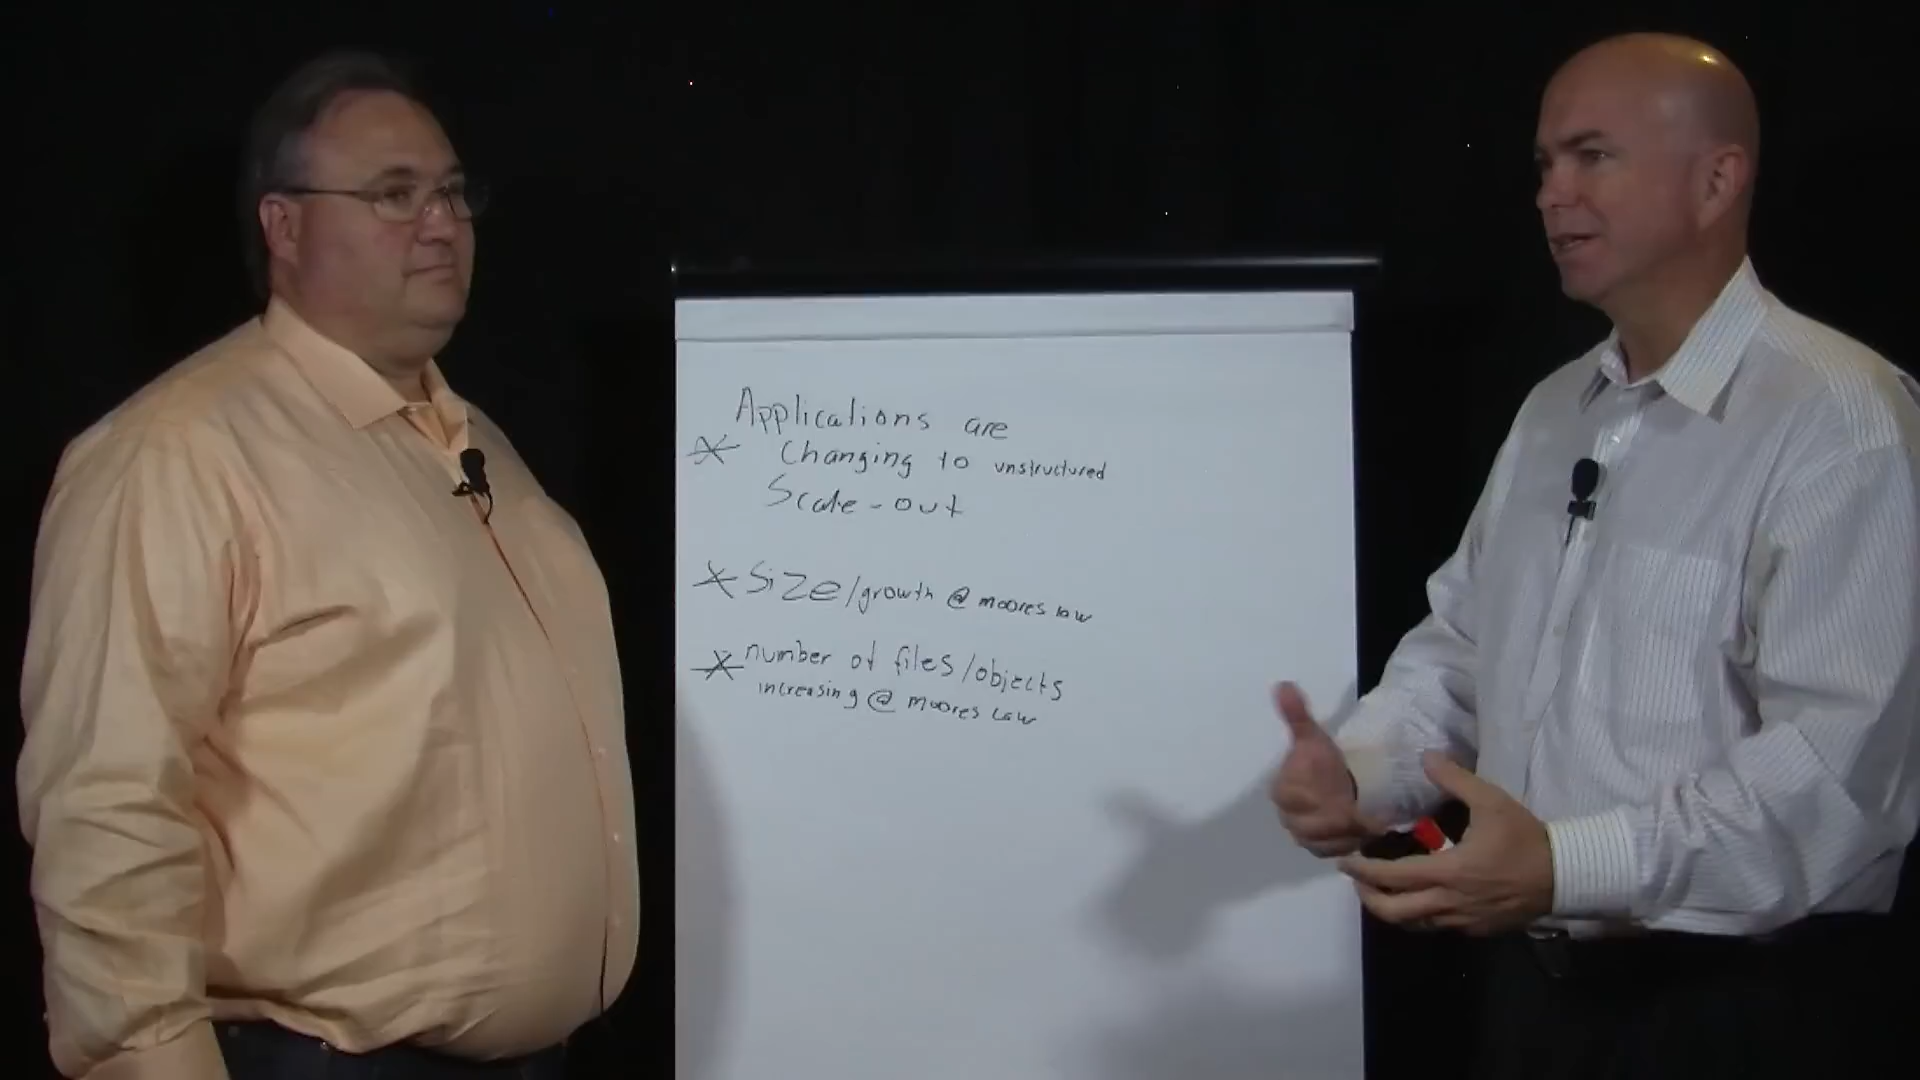 Applications are
* Changing to unstructured
Scale-out
* Size/growth @ moores law
* number of files/objects
increasing @ moores law